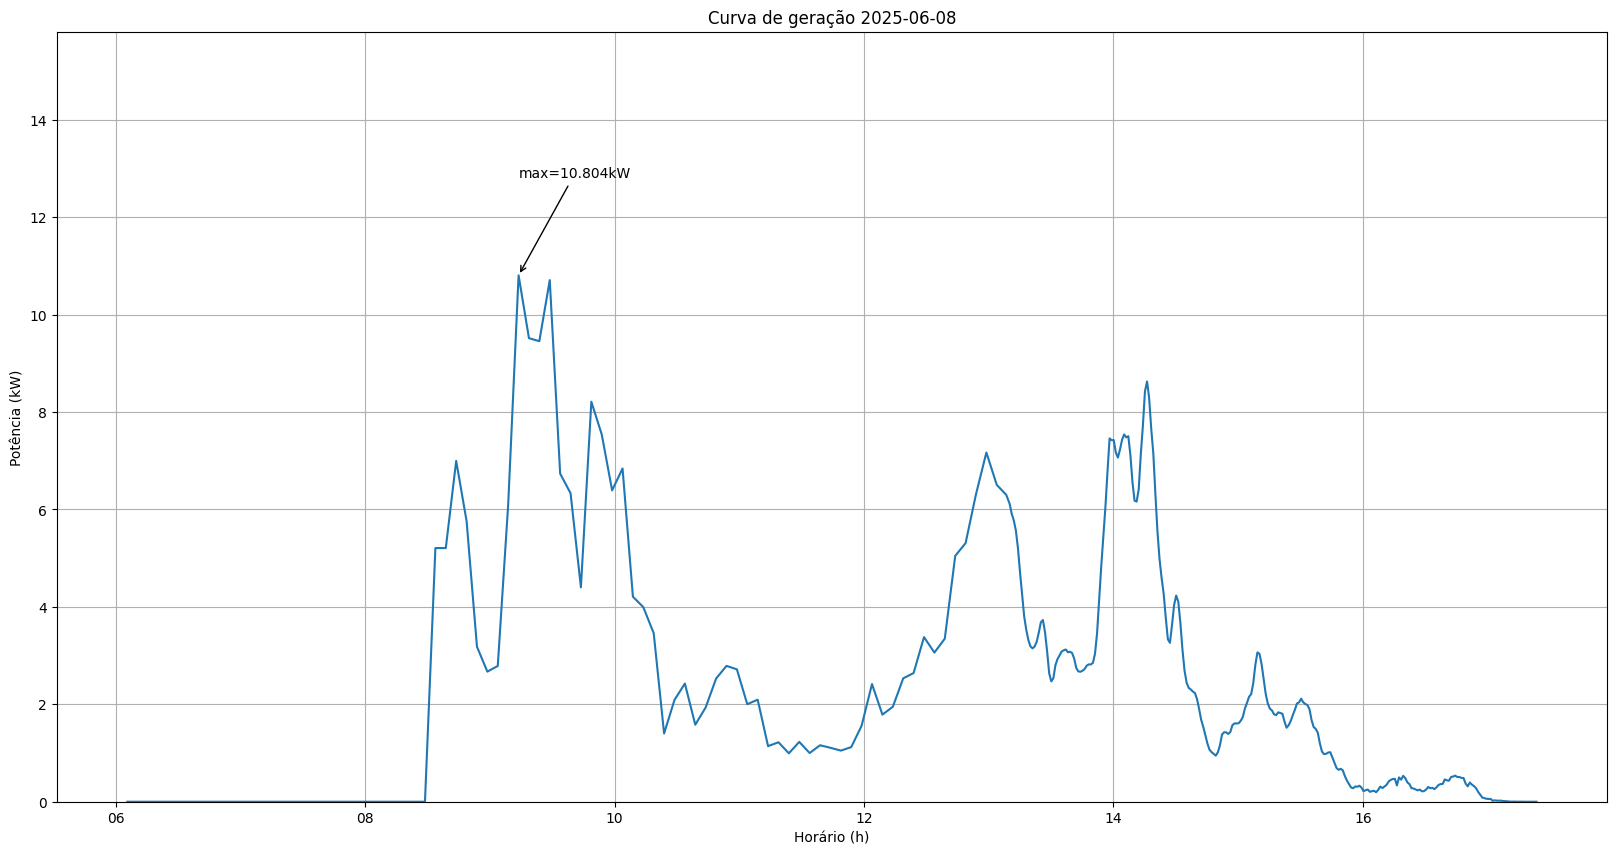 Curva de geração 2025-06-08
14
max=10.804kW
12
10
8
6
4
2
0
Potência (kW)
06 08 10 12 14 16
Horário (h)